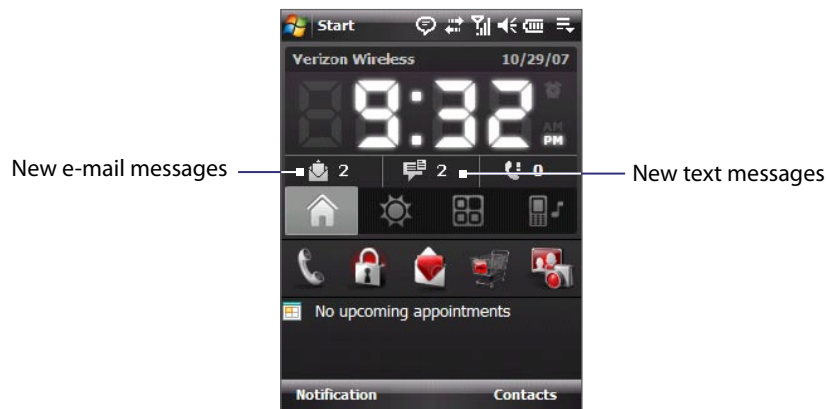 Start
Verizon Wireless 10/29/07
9:32 AM PM
New e-mail messages 2 2 0 New text messages
No upcoming appointments
Notification Contacts